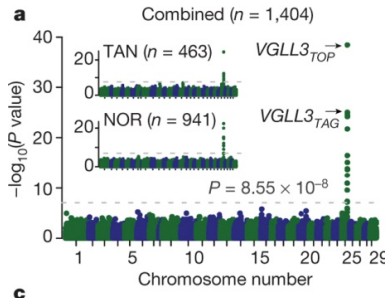 a
Combined (n = 1,404)
40
30
20
10
0
–log10(P value)
TAN (n = 463)
20
0
NOR (n = 941)
20
0
VGLL3TOP
VGLL3TAG
P = 8.55 × 10–8
1 5 10 15 20 25 29
Chromosome number
c